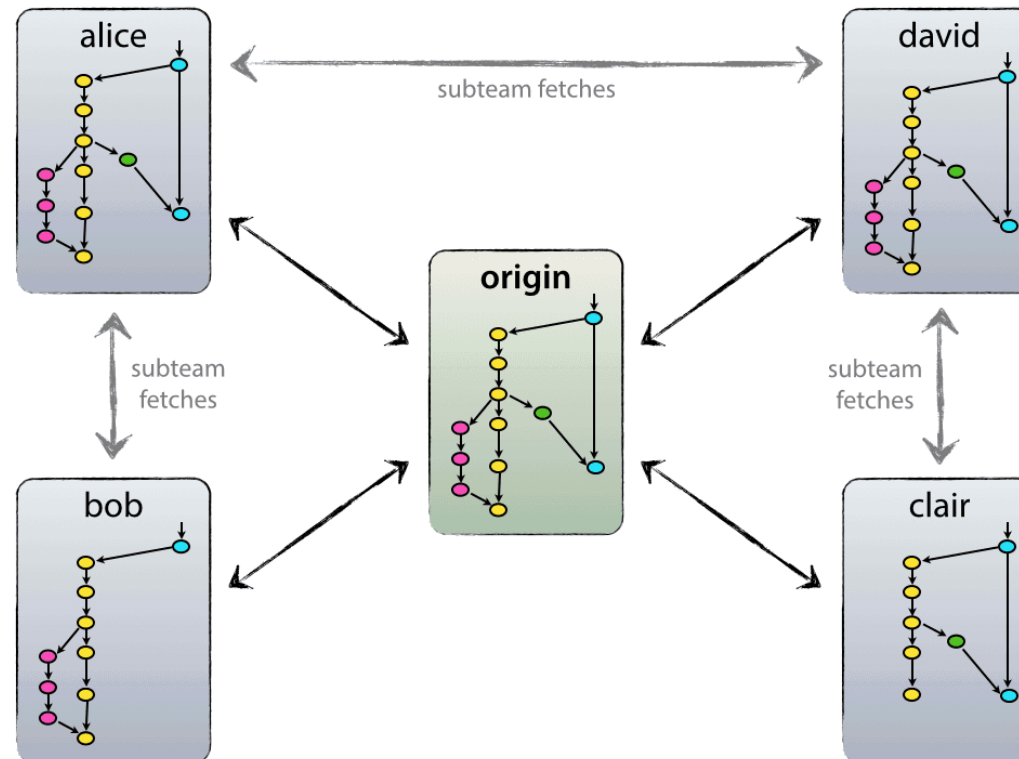 alice
david
subteam fetches
origin
subteam
fetches
subteam
fetches
bob
clair